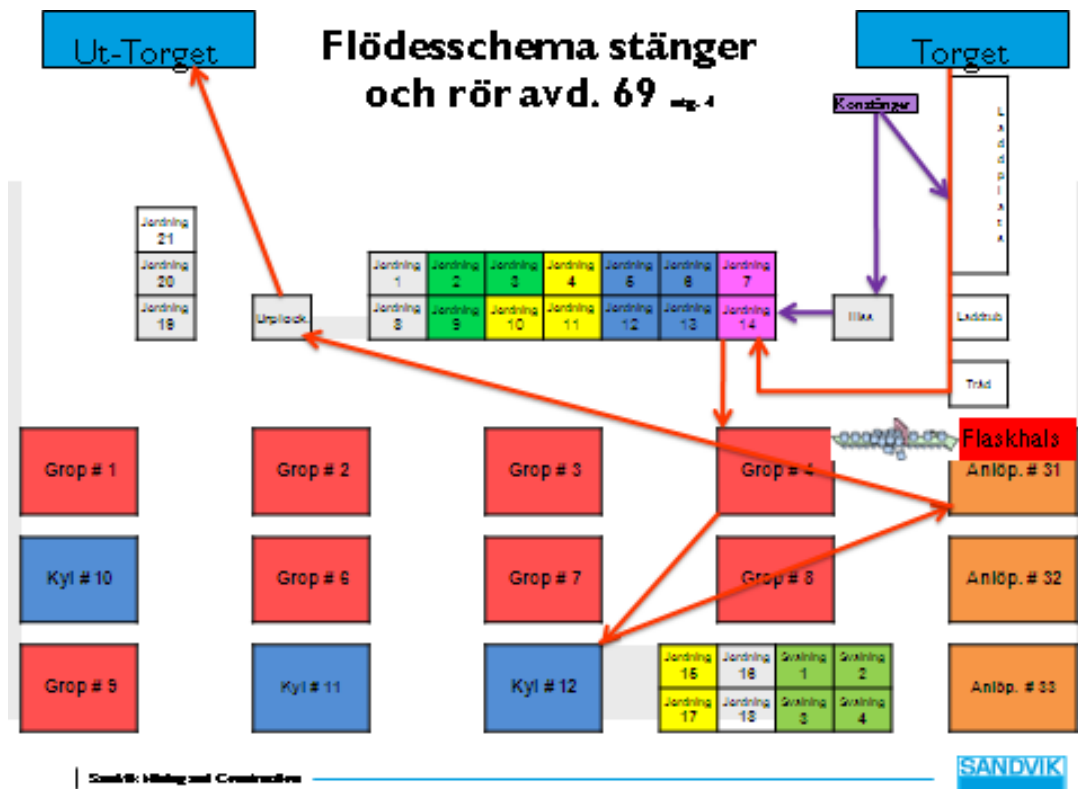 Ut-Torget
Flödesschema stänger
och rör avd. 69
Torget
Konstänger
Laddplats
Jordning 21
Jordning 20
Jordning 19
Jordning 1
Jordning 2
Jordning 3
Jordning 4
Jordning 5
Jordning 6
Jordning 7
Jordning 8
Jordning 9
Jordning 10
Jordning 11
Jordning 12
Jordning 13
Jordning 14
Urplock.
Träd
Flaskhals
Grop # 1
Grop # 2
Grop # 3
Grop # 4
Anlöp. # 31
Kyl # 10
Grop # 6
Grop # 7
Grop # 8
Anlöp. # 32
Grop # 9
Kyl # 11
Kyl # 12
Jordning 15
Jordning 16
Svalning 1
Svalning 2
Jordning 17
Jordning 18
Svalning 3
Svalning 4
Anlöp. # 33
Sandvik Mining and Construction
SANDVIK